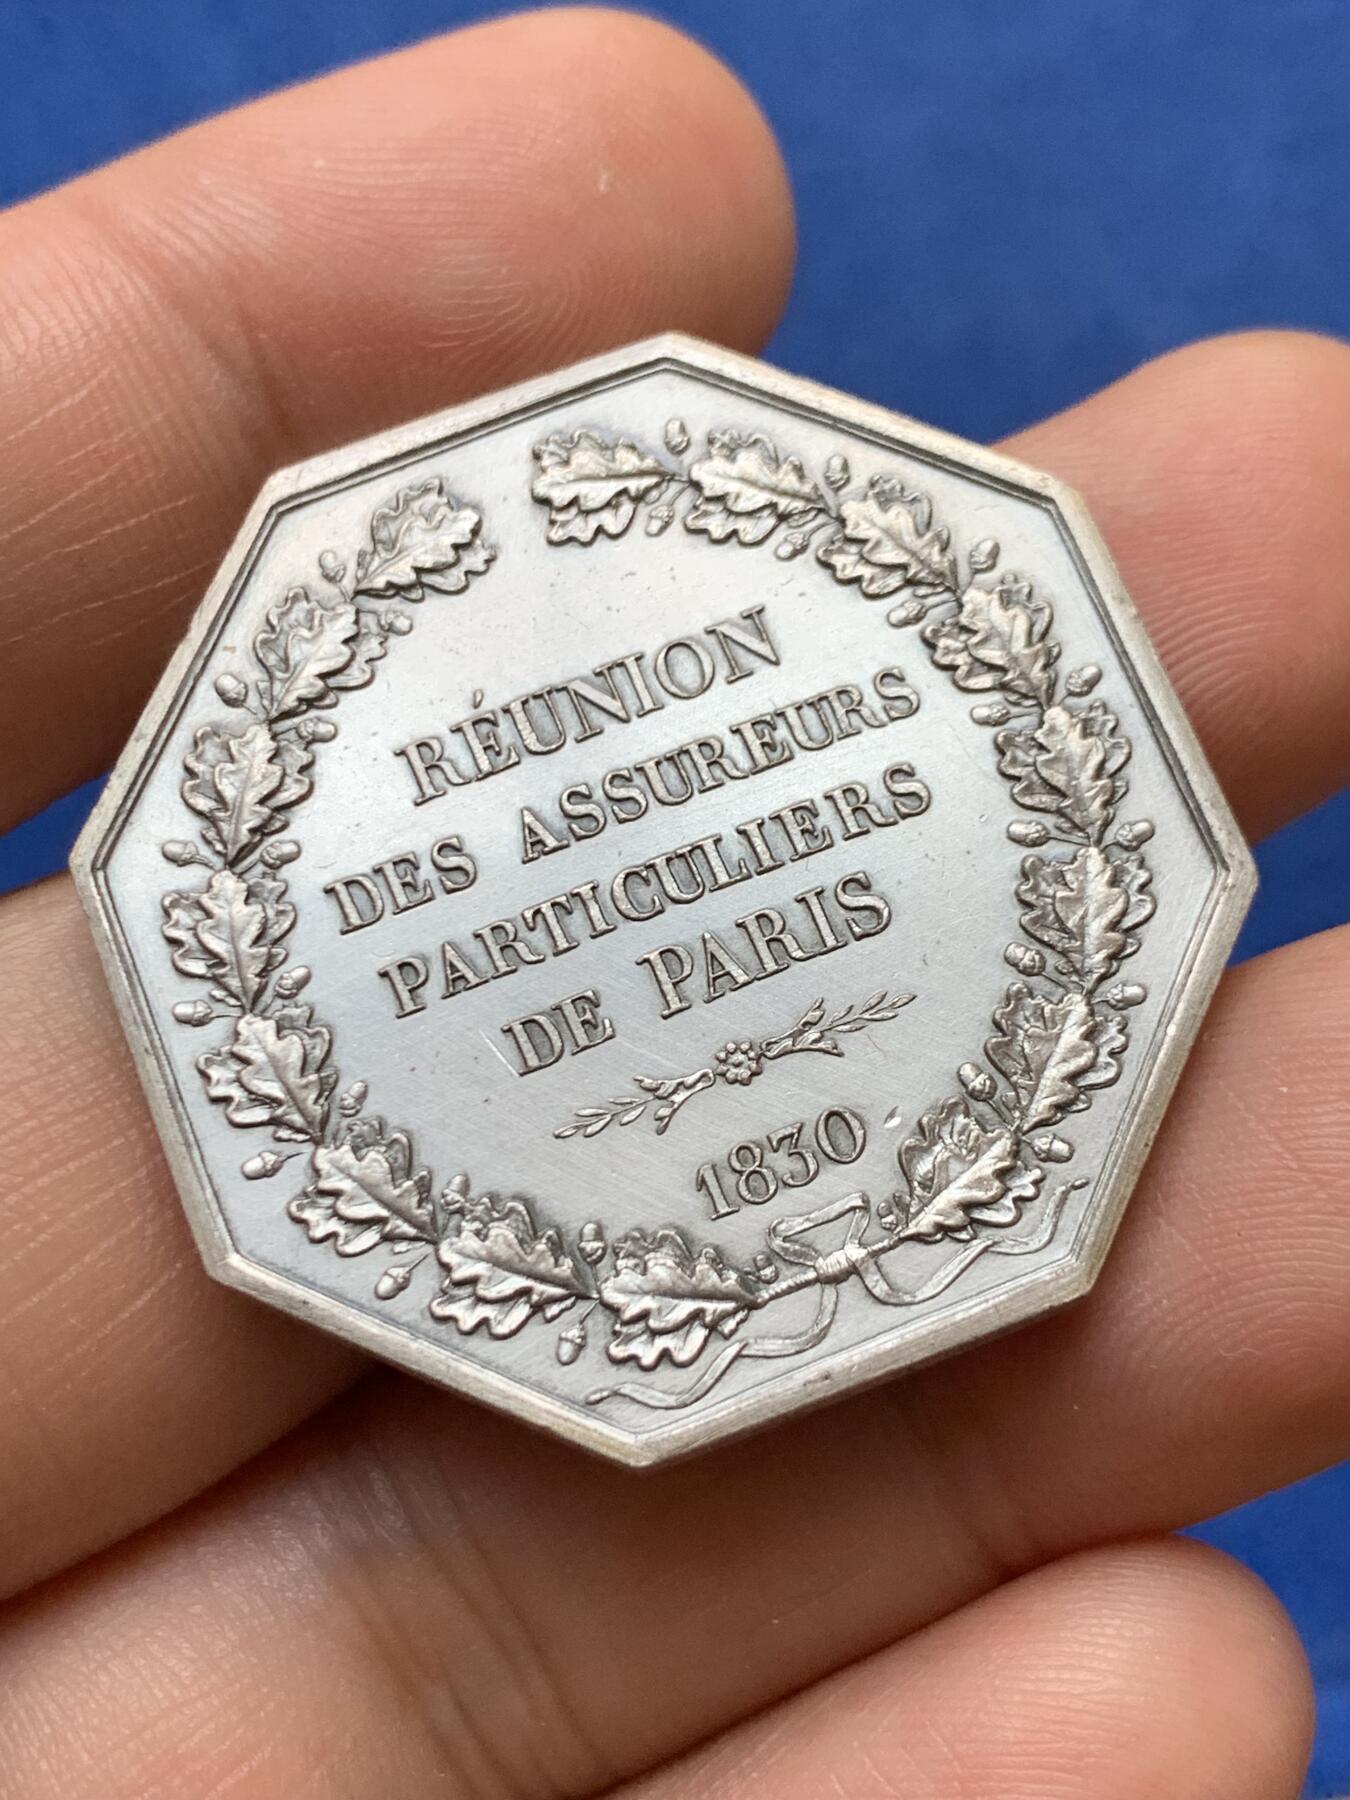 RÉUNION
DES ASSUREURS
PARTICULIERS
DE PARIS
1830